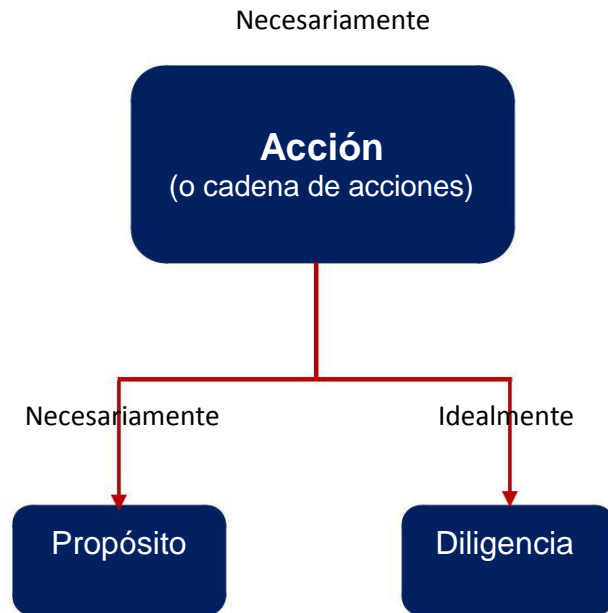 Necesariamente
Acción
(o cadena de acciones)
Necesariamente
Idealmente
Propósito
Diligencia